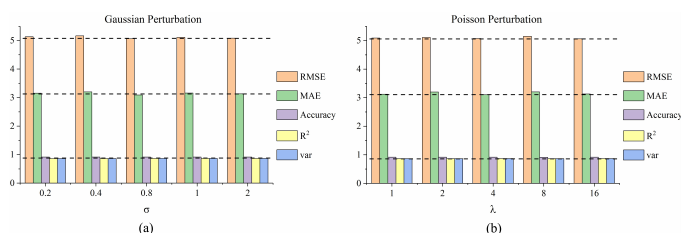 Gaussian Perturbation
5
4
3
2
1
0
0.2 0.4 0.8 1 2
σ
(a)
RMSE
MAE
Accuracy
R²
var
Poisson Perturbation
5
4
3
2
1
0
1 2 4 8 16
λ
(b)
RMSE
MAE
Accuracy
R²
var